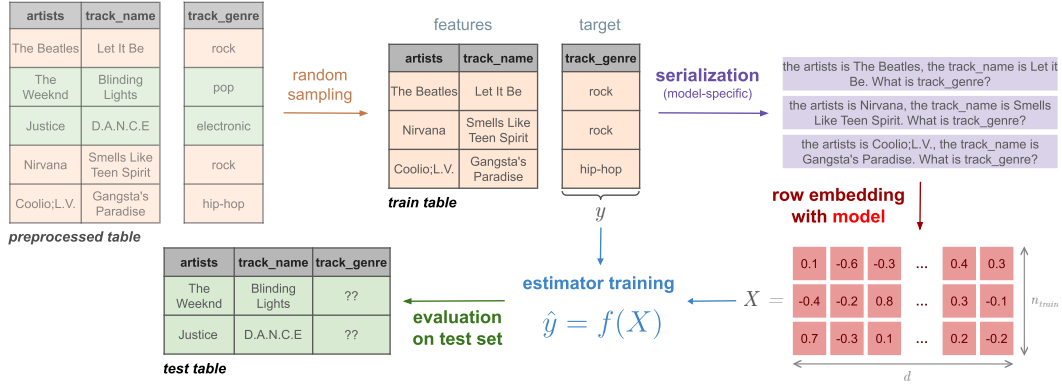 artists track_name track_genre
The Beatles Let It Be rock
The Weeknd Blinding Lights pop
Justice D.A.N.C.E electronic
Nirvana Smells Like Teen Spirit rock
Coolio;L.V. Gangsta's Paradise hip-hop
preprocessed table
random
sampling
features target
artists track_name track_genre
The Beatles Let It Be rock
Nirvana Smells Like Teen Spirit rock
Coolio;L.V. Gangsta's Paradise hip-hop
train table
y
serialization
(model-specific)
the artists is The Beatles, the track_name is Let it
Be. What is track_genre?
the artists is Nirvana, the track_name is Smells
Like Teen Spirit. What is track_genre?
the artists is Coolio;L.V., the track_name is
Gangsta's Paradise. What is track_genre?
row embedding
with model
X =
0.1 -0.6 -0.3 ... 0.4 0.3
-0.4 -0.2 0.8 ... 0.3 -0.1
0.7 -0.3 0.1 ... 0.2 -0.2
n_train
d
estimator training
ŷ = f(X)
evaluation
on test set
artists track_name track_genre
The Weeknd Blinding Lights ??
Justice D.A.N.C.E ??
test table